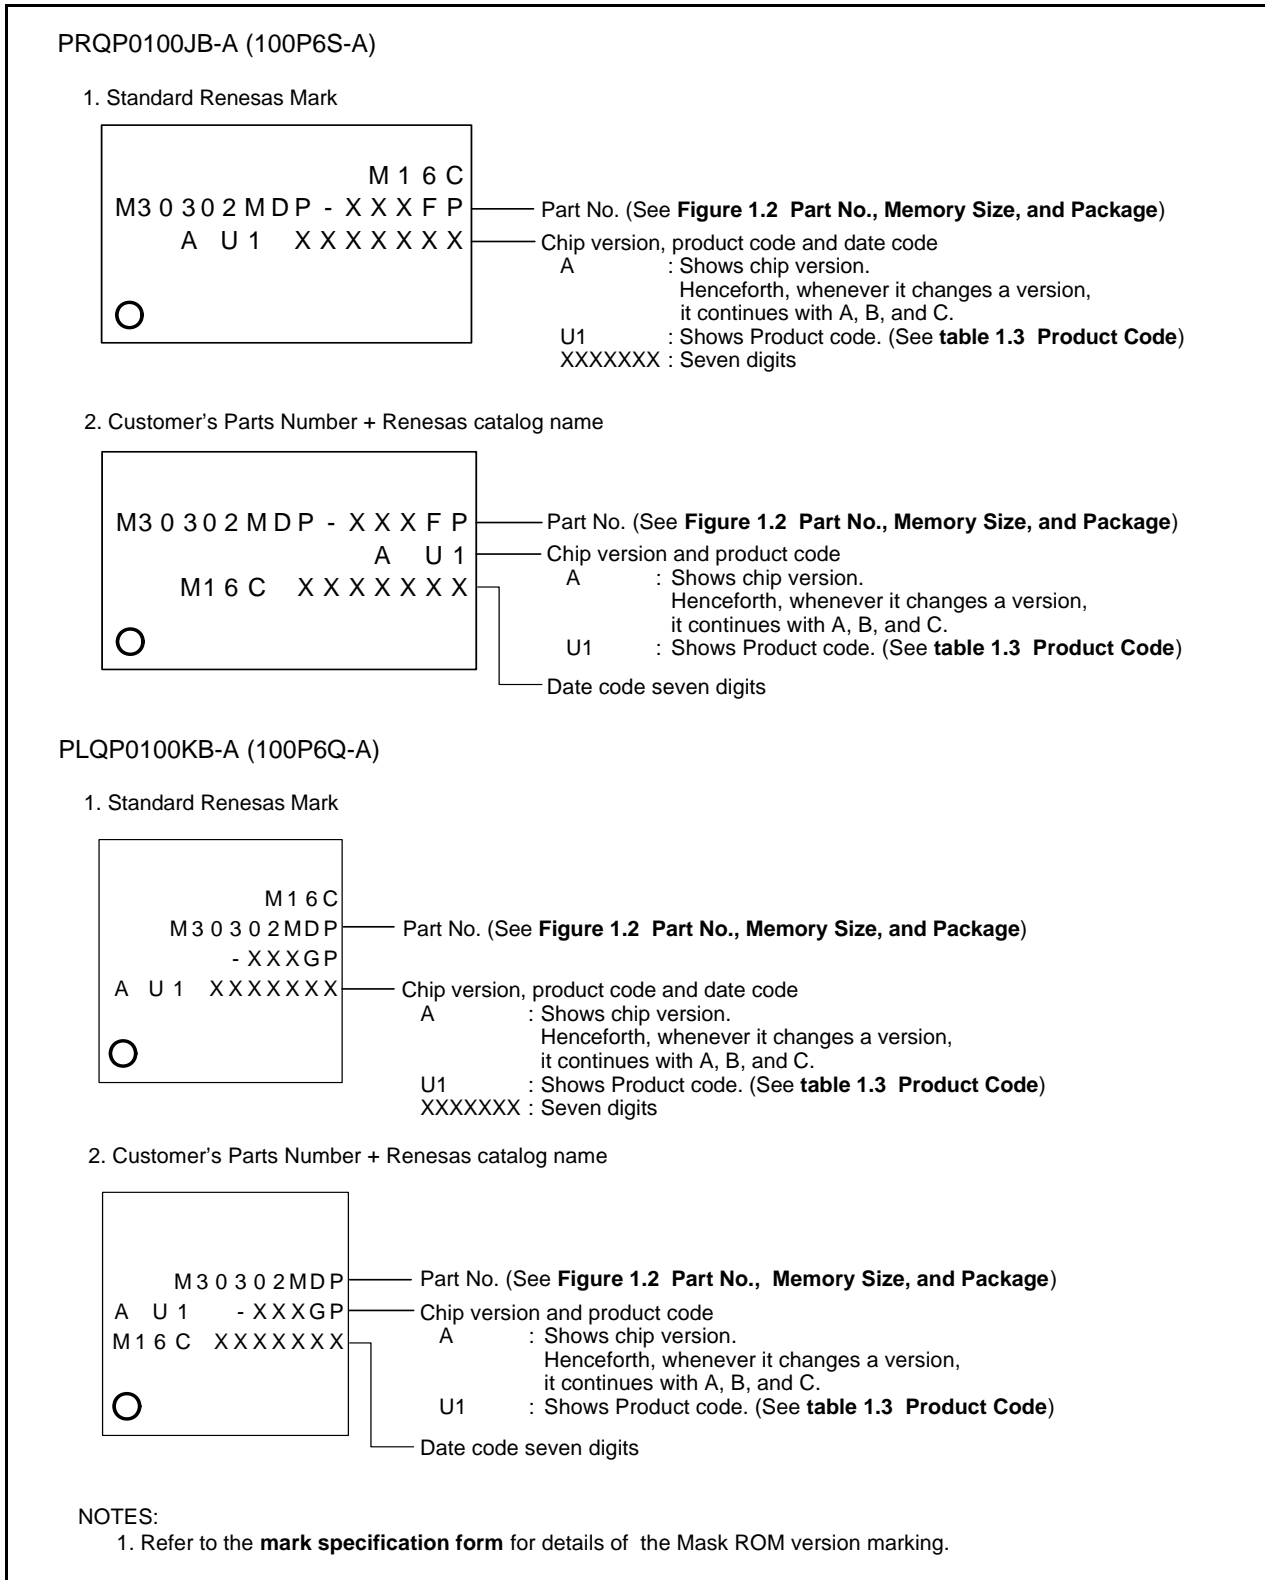 PRQP0100JB-A (100P6S-A)
1. Standard Renesas Mark
M16C
M30302MDP-XXXFP
Part No. (See Figure 1.2 Part No., Memory Size, and Package)
A U1 XXXXXXX
Chip version, product code and date code
A : Shows chip version.
Henceforth, whenever it changes a version,
it continues with A, B, and C.
U1 : Shows Product code. (See table 1.3 Product Code)
XXXXXXX : Seven digits
2. Customer's Parts Number + Renesas catalog name
M30302MDP-XXXFP
Part No. (See Figure 1.2 Part No., Memory Size, and Package)
A U1
Chip version and product code
M16C XXXXXXX
A : Shows chip version.
Henceforth, whenever it changes a version,
it continues with A, B, and C.
U1 : Shows Product code. (See table 1.3 Product Code)
Date code seven digits
PLQP0100KB-A (100P6Q-A)
1. Standard Renesas Mark
M16C
M30302MDP
Part No. (See Figure 1.2 Part No., Memory Size, and Package)
-XXXGP
A U1 XXXXXXX
Chip version, product code and date code
A : Shows chip version.
Henceforth, whenever it changes a version,
it continues with A, B, and C.
U1 : Shows Product code. (See table 1.3 Product Code)
XXXXXXX : Seven digits
2. Customer's Parts Number + Renesas catalog name
M30302MDP
Part No. (See Figure 1.2 Part No., Memory Size, and Package)
A U1 -XXXGP
Chip version and product code
M16C XXXXXXX
A : Shows chip version.
Henceforth, whenever it changes a version,
it continues with A, B, and C.
U1 : Shows Product code. (See table 1.3 Product Code)
Date code seven digits
NOTES:
1. Refer to the mark specification form for details of the Mask ROM version marking.